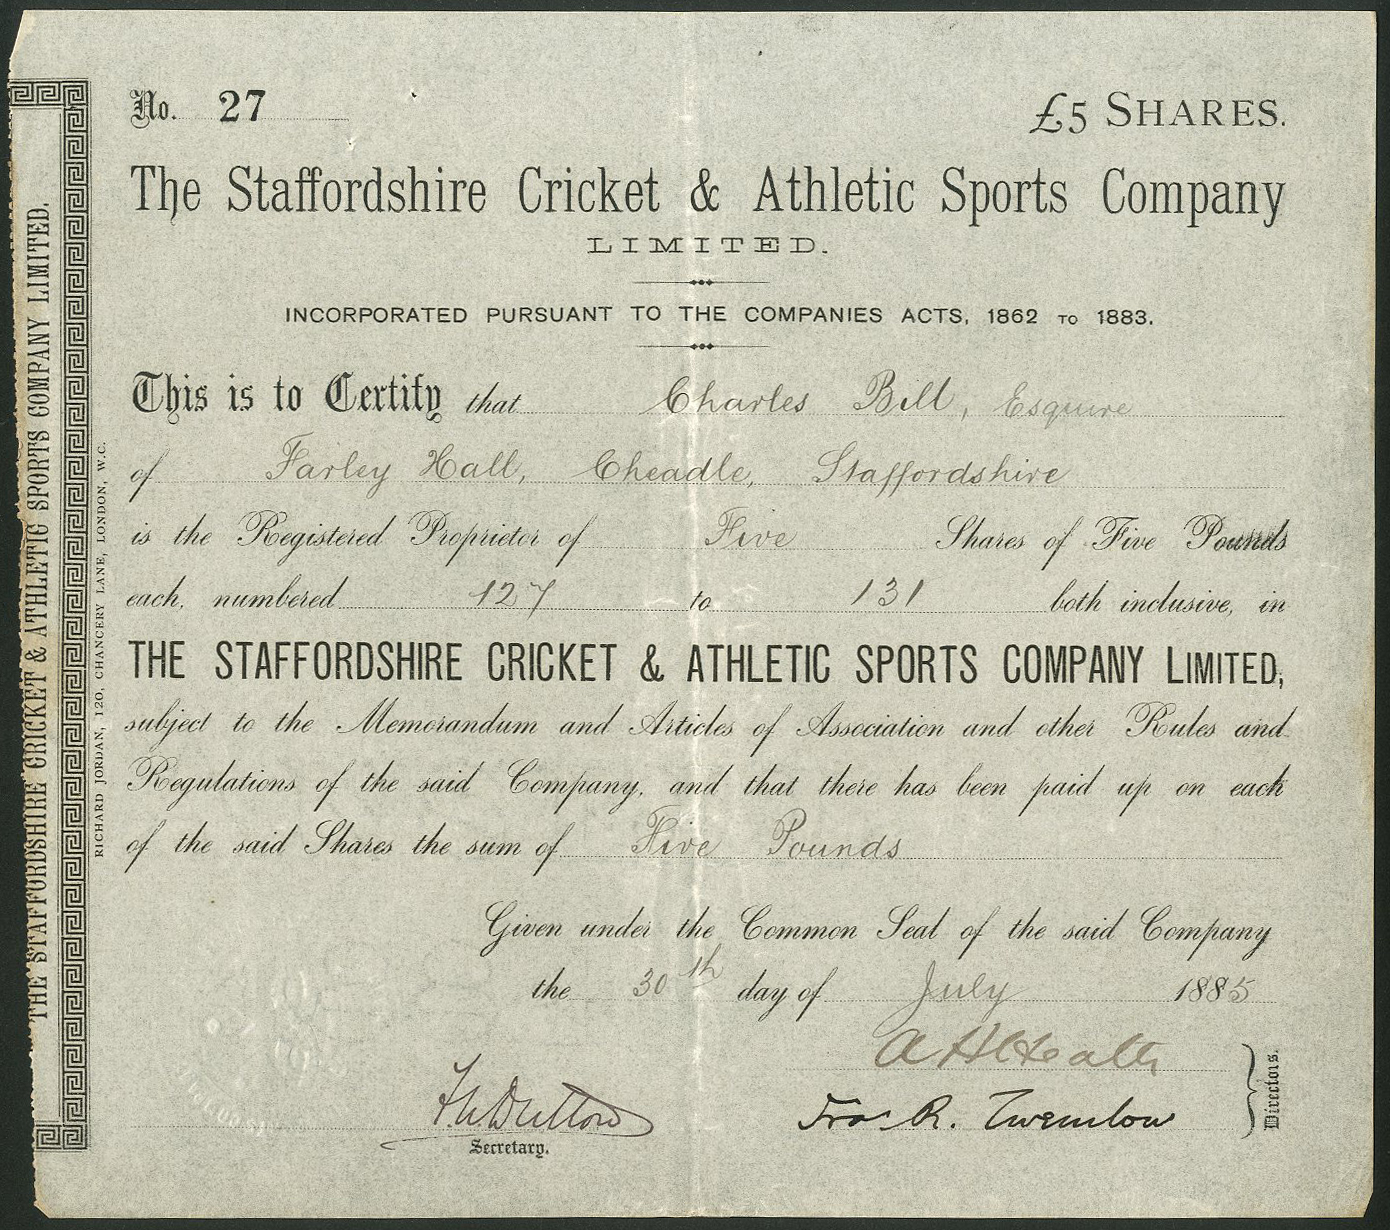 No. 27
£5 SHARES.
The Staffordshire Cricket & Athletic Sports Company
LIMITED.
INCORPORATED PURSUANT TO THE COMPANIES ACTS, 1862 TO 1883.
This is to Certify that Charles Bill, Esquire
of Farley Hall, Cheadle, Staffordshire
is the Registered Proprietor of Five Shares of Five Pounds
each, numbered 127 to 131 both inclusive, in
THE STAFFORDSHIRE CRICKET & ATHLETIC SPORTS COMPANY LIMITED,
subject to the Memorandum and Articles of Association and other Rules and
Regulations of the said Company, and that there has been paid up on each
of the said Shares the sum of Five Pounds
Given under the Common Seal of the said Company
the 30th day of July 1885
A H Heath
Fras R. Twemlow
Directors.
F.W. Dutton
Secretary.
THE STAFFORDSHIRE CRICKET & ATHLETIC SPORTS COMPANY LIMITED.
RICHARD JORDAN, 120, CHANCERY LANE, LONDON, W.C.